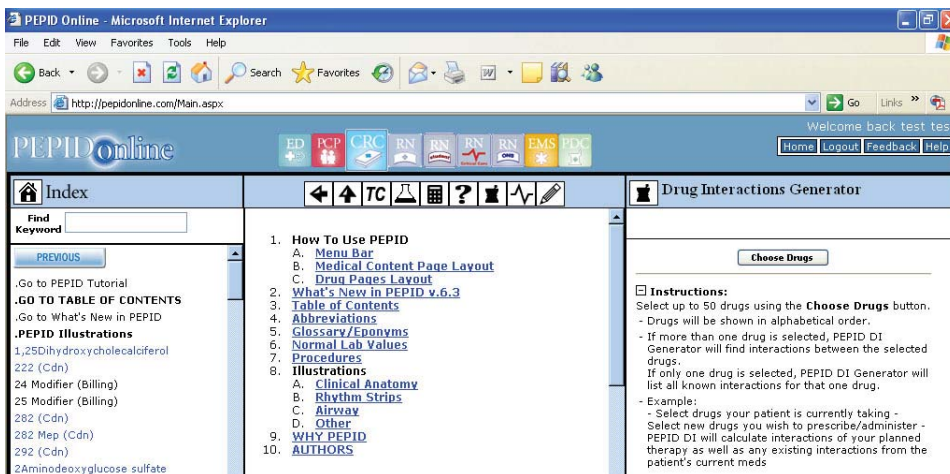 PEPID Online - Microsoft Internet Explorer
File Edit View Favorites Tools Help
Back Search Favorites
Address http://pepidonline.com/Main.aspx Go Links »
PEPID online
ED PCP CRC RN RN student RN RN ONE EMS PDC
Welcome back test tes
Home Logout Feedback Help
Index
Find
Keyword
PREVIOUS
.Go to PEPID Tutorial
.GO TO TABLE OF CONTENTS
.Go to What's New in PEPID
.PEPID Illustrations
1,25Dihydroxycholecalciferol
222 (Cdn)
24 Modifier (Billing)
25 Modifier (Billing)
282 (Cdn)
282 Mep (Cdn)
292 (Cdn)
2Aminodeoxyglucose sulfate
TC ?
1. How To Use PEPID
A. Menu Bar
B. Medical Content Page Layout
C. Drug Pages Layout
2. What's New in PEPID v.6.3
3. Table of Contents
4. Abbreviations
5. Glossary/Eponyms
6. Normal Lab Values
7. Procedures
8. Illustrations
A. Clinical Anatomy
B. Rhythm Strips
C. Airway
D. Other
9. WHY PEPID
10. AUTHORS
Drug Interactions Generator
Choose Drugs
Instructions:
Select up to 50 drugs using the Choose Drugs button.
- Drugs will be shown in alphabetical order.
- If more than one drug is selected, PEPID DI
Generator will find interactions between the selected
drugs.
If only one drug is selected, PEPID DI Generator will
list all known interactions for that one drug.
- Example:
- Select drugs your patient is currently taking -
Select new drugs you wish to prescribe/administer -
PEPID DI will calculate interactions of your planned
therapy as well as any existing interactions from the
patient's current meds